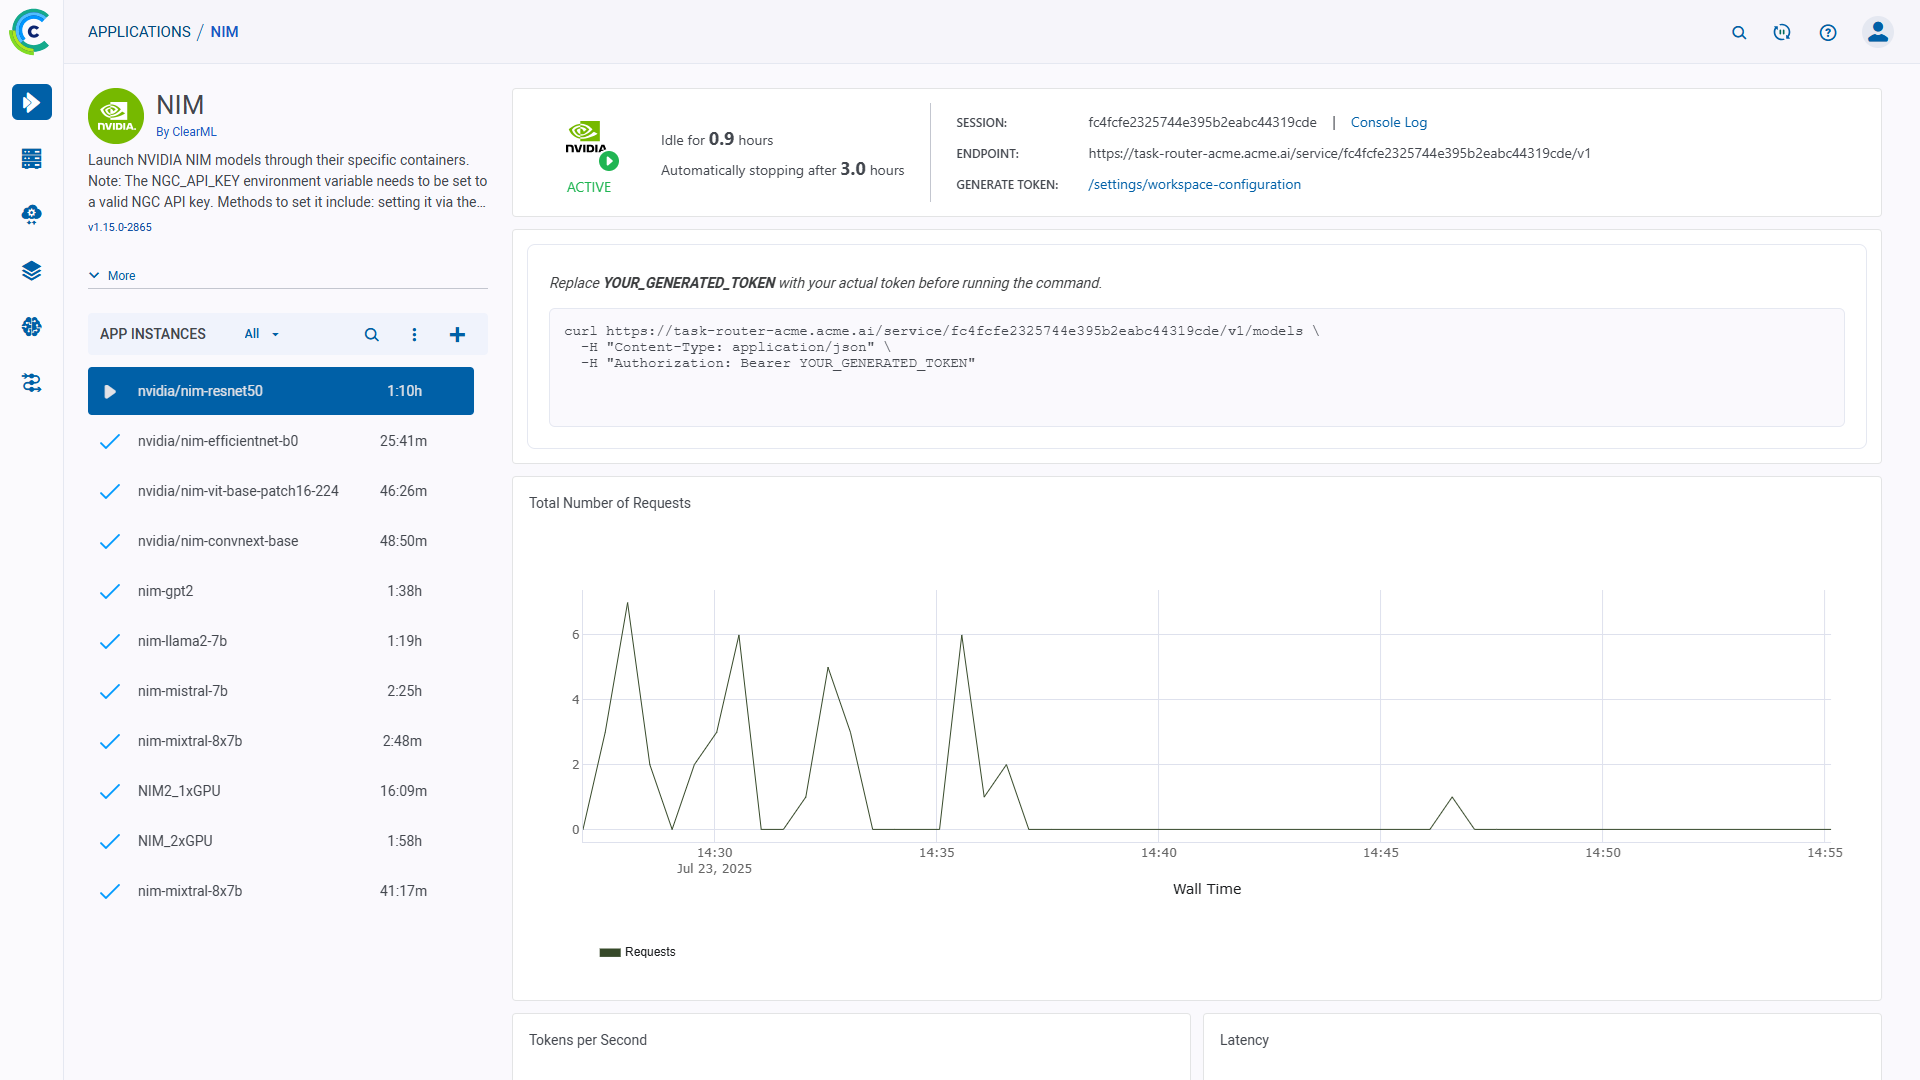 APPLICATIONS / NIM
NVIDIA.
NIM
By ClearML
Launch NVIDIA NIM models through their specific containers.
Note: The NGC_API_KEY environment variable needs to be set to
a valid NGC API key. Methods to set it include: setting it via the...
v1.15.0-2865
More
APP INSTANCES All
nvidia/nim-resnet50 1:10h
nvidia/nim-efficientnet-b0 25:41m
nvidia/nim-vit-base-patch16-224 46:26m
nvidia/nim-convnext-base 48:50m
nim-gpt2 1:38h
nim-llama2-7b 1:19h
nim-mistral-7b 2:25h
nim-mixtral-8x7b 2:48m
NIM2_1xGPU 16:09m
NIM_2xGPU 1:58h
nim-mixtral-8x7b 41:17m
NVIDIA
ACTIVE
Idle for 0.9 hours
Automatically stopping after 3.0 hours
SESSION: fc4fcfe2325744e395b2eabc44319cde | Console Log
ENDPOINT: https://task-router-acme.acme.ai/service/fc4fcfe2325744e395b2eabc44319cde/v1
GENERATE TOKEN: /settings/workspace-configuration
Replace YOUR_GENERATED_TOKEN with your actual token before running the command.
curl https://task-router-acme.acme.ai/service/fc4fcfe2325744e395b2eabc44319cde/v1/models \
-H "Content-Type: application/json" \
-H "Authorization: Bearer YOUR_GENERATED_TOKEN"
Total Number of Requests
6
4
2
0
14:30 14:35 14:40 14:45 14:50 14:55
Jul 23, 2025
Wall Time
Requests
Tokens per Second
Latency